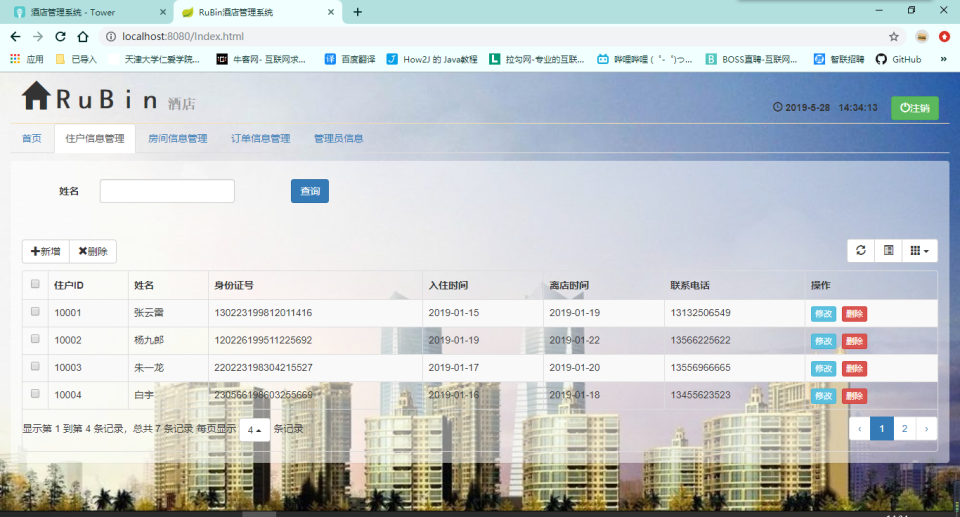 酒店管理系统 - Tower
RuBin酒店管理系统
localhost:8080/Index.html
应用 已导入 天津大学仁爱学院... 牛客网- 互联网求... 百度翻译 How2J 的 Java教程 拉勾网-专业的互联... 哔哩哔哩 ( ゜- ゜)つ... BOSS直聘-互联网... 智联招聘 GitHub »
RuBin 酒店
2019-5-28 14:34:13 注销
首页 住户信息管理 房间信息管理 订单信息管理 管理员信息
姓名 查询
新增 删除
住户ID 姓名 身份证号 入住时间 离店时间 联系电话 操作
10001 张云雷 130223199812011416 2019-01-15 2019-01-19 13132506549 修改 删除
10002 杨九郎 120226199511225692 2019-01-19 2019-01-22 13566225622 修改 删除
10003 朱一龙 220223198304215527 2019-01-17 2019-01-20 13556966665 修改 删除
10004 白宇 230566198603255669 2019-01-16 2019-01-18 13455623523 修改 删除
显示第 1 到第 4 条记录，总共 7 条记录 每页显示 4 条记录
‹ 1 2 ›